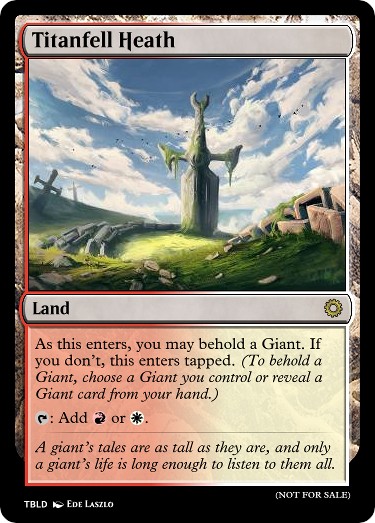 Titanfell Heath
Land
As this enters, you may behold a Giant. If
you don't, this enters tapped. (To behold a
Giant, choose a Giant you control or reveal a
Giant card from your hand.)
: Add or .
A giant's tales are as tall as they are, and only
a giant's life is long enough to listen to them all.
TBLD Ede Laszlo
(NOT FOR SALE)